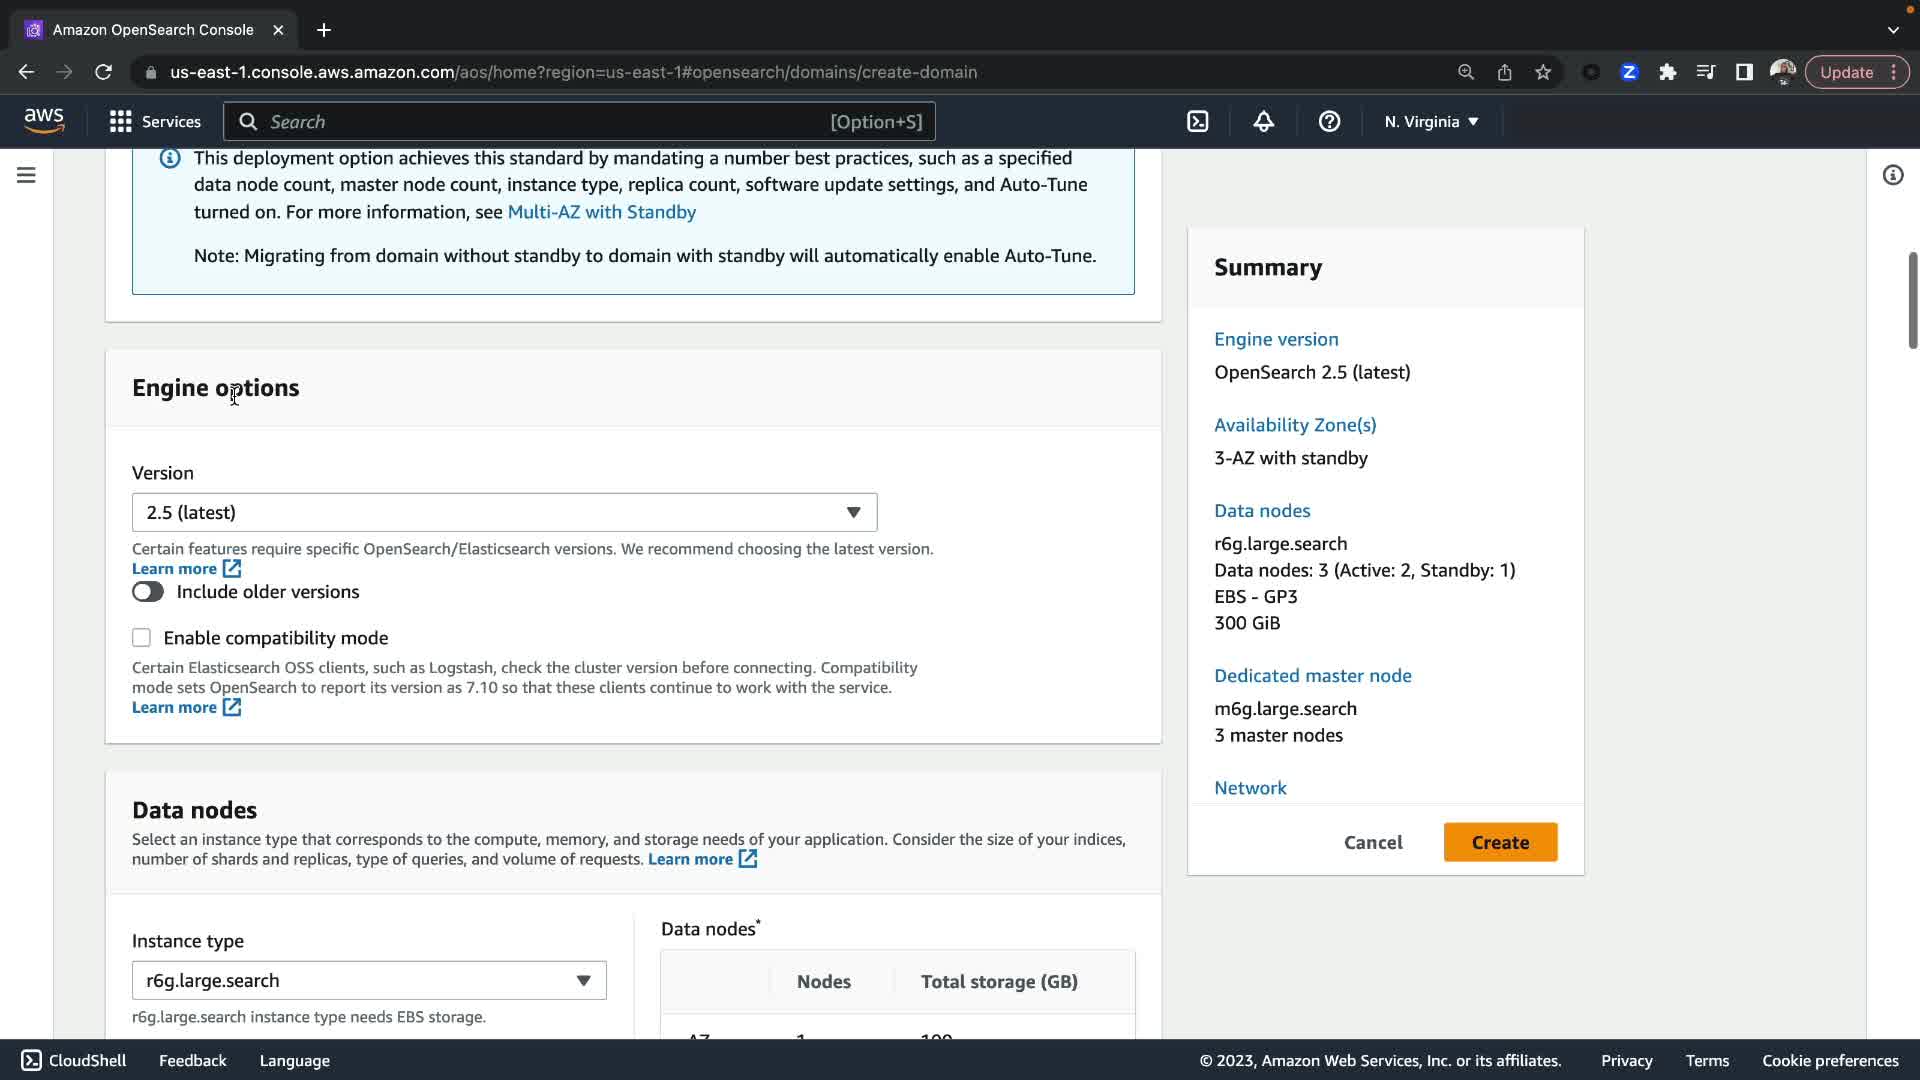 Amazon OpenSearch Console
us-east-1.console.aws.amazon.com/aos/home?region=us-east-1#opensearch/domains/create-domain
Update
aws
Services
Search
[Option+S]
N. Virginia
This deployment option achieves this standard by mandating a number best practices, such as a specified
data node count, master node count, instance type, replica count, software update settings, and Auto-Tune
turned on. For more information, see Multi-AZ with Standby
Note: Migrating from domain without standby to domain with standby will automatically enable Auto-Tune.
Engine options
Version
2.5 (latest)
Certain features require specific OpenSearch/Elasticsearch versions. We recommend choosing the latest version.
Learn more
Include older versions
Enable compatibility mode
Certain Elasticsearch OSS clients, such as Logstash, check the cluster version before connecting. Compatibility
mode sets OpenSearch to report its version as 7.10 so that these clients continue to work with the service.
Learn more
Data nodes
Select an instance type that corresponds to the compute, memory, and storage needs of your application. Consider the size of your indices,
number of shards and replicas, type of queries, and volume of requests. Learn more
Instance type
r6g.large.search
r6g.large.search instance type needs EBS storage.
Data nodes*
Nodes
Total storage (GB)
Summary
Engine version
OpenSearch 2.5 (latest)
Availability Zone(s)
3-AZ with standby
Data nodes
r6g.large.search
Data nodes: 3 (Active: 2, Standby: 1)
EBS - GP3
300 GiB
Dedicated master node
m6g.large.search
3 master nodes
Network
Cancel
Create
CloudShell
Feedback
Language
© 2023, Amazon Web Services, Inc. or its affiliates.
Privacy
Terms
Cookie preferences